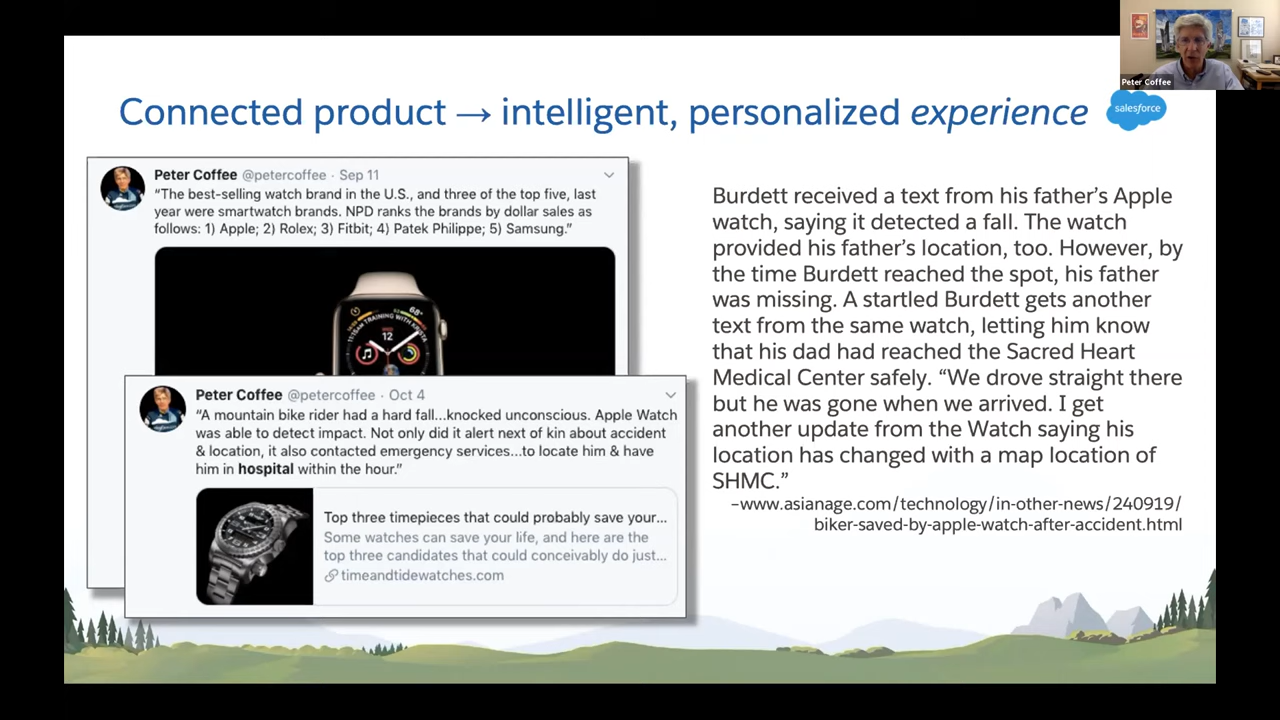 Peter Coffee
Connected product → intelligent, personalized experience
salesforce
Peter Coffee @petercoffee · Sep 11
“The best-selling watch brand in the U.S., and three of the top five, last
year were smartwatch brands. NPD ranks the brands by dollar sales as
follows: 1) Apple; 2) Rolex; 3) Fitbit; 4) Patek Philippe; 5) Samsung.”
68°
12
Peter Coffee @petercoffee · Oct 4
“A mountain bike rider had a hard fall...knocked unconscious. Apple Watch
was able to detect impact. Not only did it alert next of kin about accident
& location, it also contacted emergency services...to locate him & have
him in hospital within the hour.”
Top three timepieces that could probably save your...
Some watches can save your life, and here are the
top three candidates that could conceivably do just...
timeandtidewatches.com
Burdett received a text from his father’s Apple
watch, saying it detected a fall. The watch
provided his father’s location, too. However, by
the time Burdett reached the spot, his father
was missing. A startled Burdett gets another
text from the same watch, letting him know
that his dad had reached the Sacred Heart
Medical Center safely. “We drove straight there
but he was gone when we arrived. I get
another update from the Watch saying his
location has changed with a map location of
SHMC.”
–www.asianage.com/technology/in-other-news/240919/
biker-saved-by-apple-watch-after-accident.html